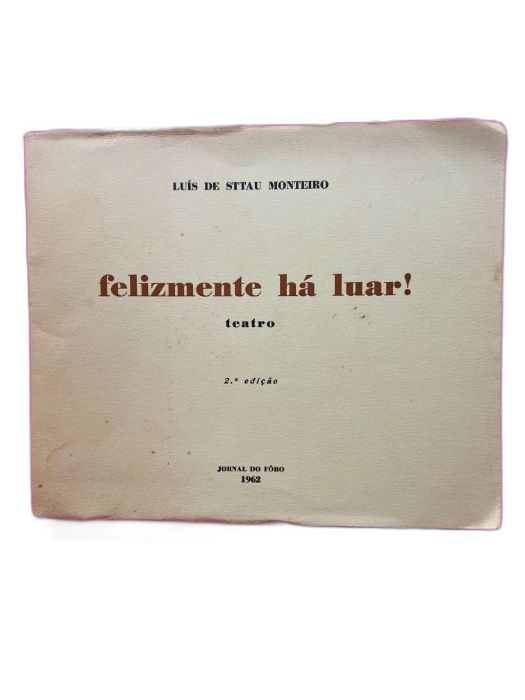 LUÍS DE STTAU MONTEIRO
felizmente há luar!
teatro
2.ª edição
JORNAL DO FÔRO
1962